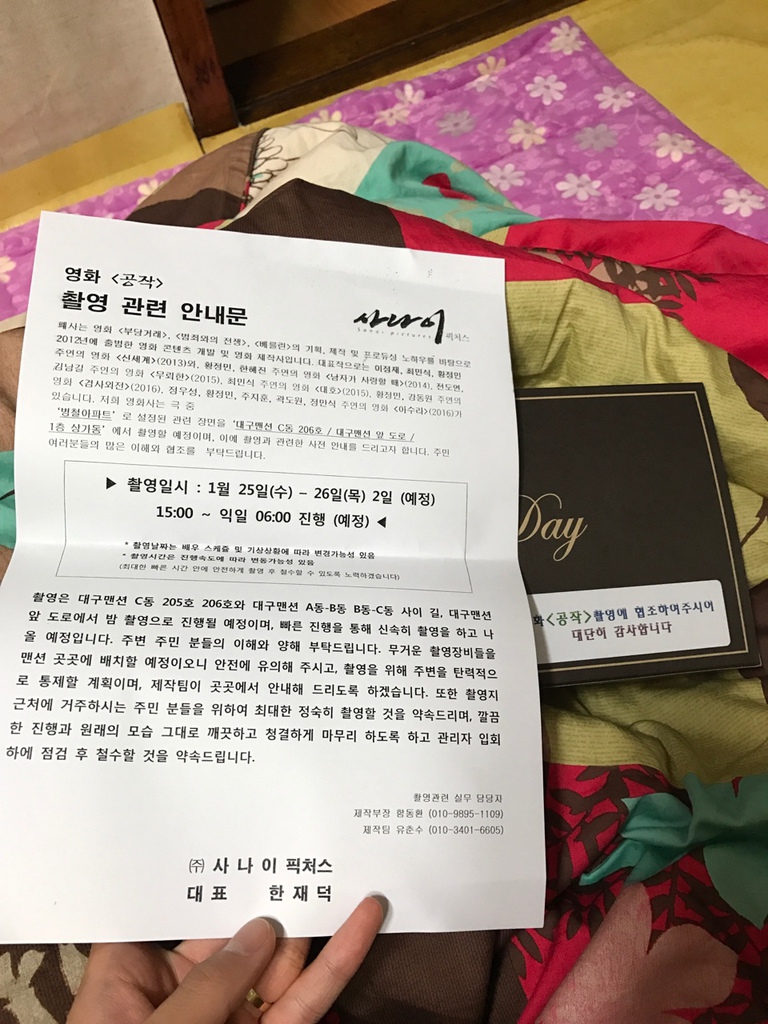 영화 <공작>
촬영 관련 안내문
사나이 픽처스
sanai pictures
폐사는 영화 <부당거래>, <범죄와의 전쟁>, <베를린>의 기획, 제작 및 프로듀싱 노하우를 바탕으로
2012년에 출범한 영화 콘텐츠 개발 및 영화 제작사입니다. 대표작으로는 이정재, 최민식, 황정민
주연의 영화 <신세계>(2013)와, 황정민, 한혜진 주연의 영화 <남자가 사랑할 때>(2014), 전도연,
김남길 주연의 영화 <무뢰한>(2015), 최민식 주연의 영화 <대호>(2015), 황정민, 강동원 주연의
영화 <검사외전>(2016), 정우성, 황정민, 주지훈, 곽도원, 정만식 주연의 영화 <아수라>(2016)가
있습니다. 저희 영화사는 극 중
'병철아파트' 로 설정된 관련 장면을 '대구맨션 C동 206호 / 대구맨션 앞 도로 /
1층 상가동' 에서 촬영할 예정이며, 이에 촬영과 관련한 사전 안내를 드리고자 합니다. 주민
여러분들의 많은 이해와 협조를 부탁드립니다.
▶ 촬영일시 : 1월 25일(수) – 26일(목) 2일 (예정)
15:00 ~ 익일 06:00 진행 (예정) ◀
* 촬영날짜는 배우 스케쥴 및 기상상황에 따라 변경가능성 있음
* 촬영시간은 진행속도에 따라 변동가능성 있음
(최대한 빠른 시간 안에 안전하게 촬영 후 철수할 수 있도록 노력하겠습니다)
촬영은 대구맨션 C동 205호 206호와 대구맨션 A동-B동 B동-C동 사이 길, 대구맨션
앞 도로에서 밤 촬영으로 진행될 예정이며, 빠른 진행을 통해 신속히 촬영을 하고 나
올 예정입니다. 주변 주민 분들의 이해와 양해 부탁드립니다. 무거운 촬영장비들을
맨션 곳곳에 배치할 예정이오니 안전에 유의해 주시고, 촬영을 위해 주변을 탄력적으
로 통제할 계획이며, 제작팀이 곳곳에서 안내해 드리도록 하겠습니다. 또한 촬영지
근처에 거주하시는 주민 분들을 위하여 최대한 정숙히 촬영할 것을 약속드리며, 깔끔
한 진행과 원래의 모습 그대로 깨끗하고 청결하게 마무리 하도록 하고 관리자 입회
하에 점검 후 철수할 것을 약속드립니다.
촬영관련 실무 담당자
제작부장 함동환 (010-9895-1109)
제작팀 유춘수 (010-3401-6605)
㈜ 사 나 이 픽처스
대 표 한 재 덕
Day
화<공작>촬영에 협조하여주시어
대단히 감사합니다